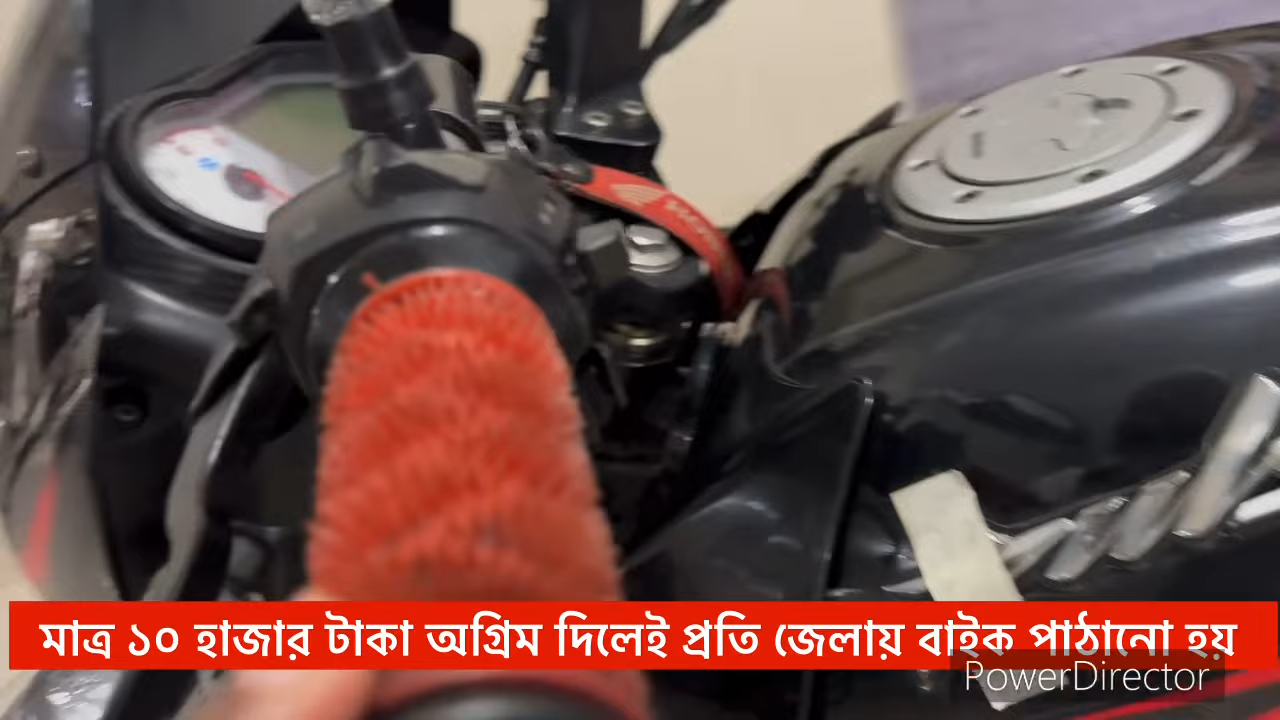 মাত্র ১০ হাজার টাকা অগ্রিম দিলেই প্রতি জেলায় বাইক পাঠানো হয়
PowerDirector